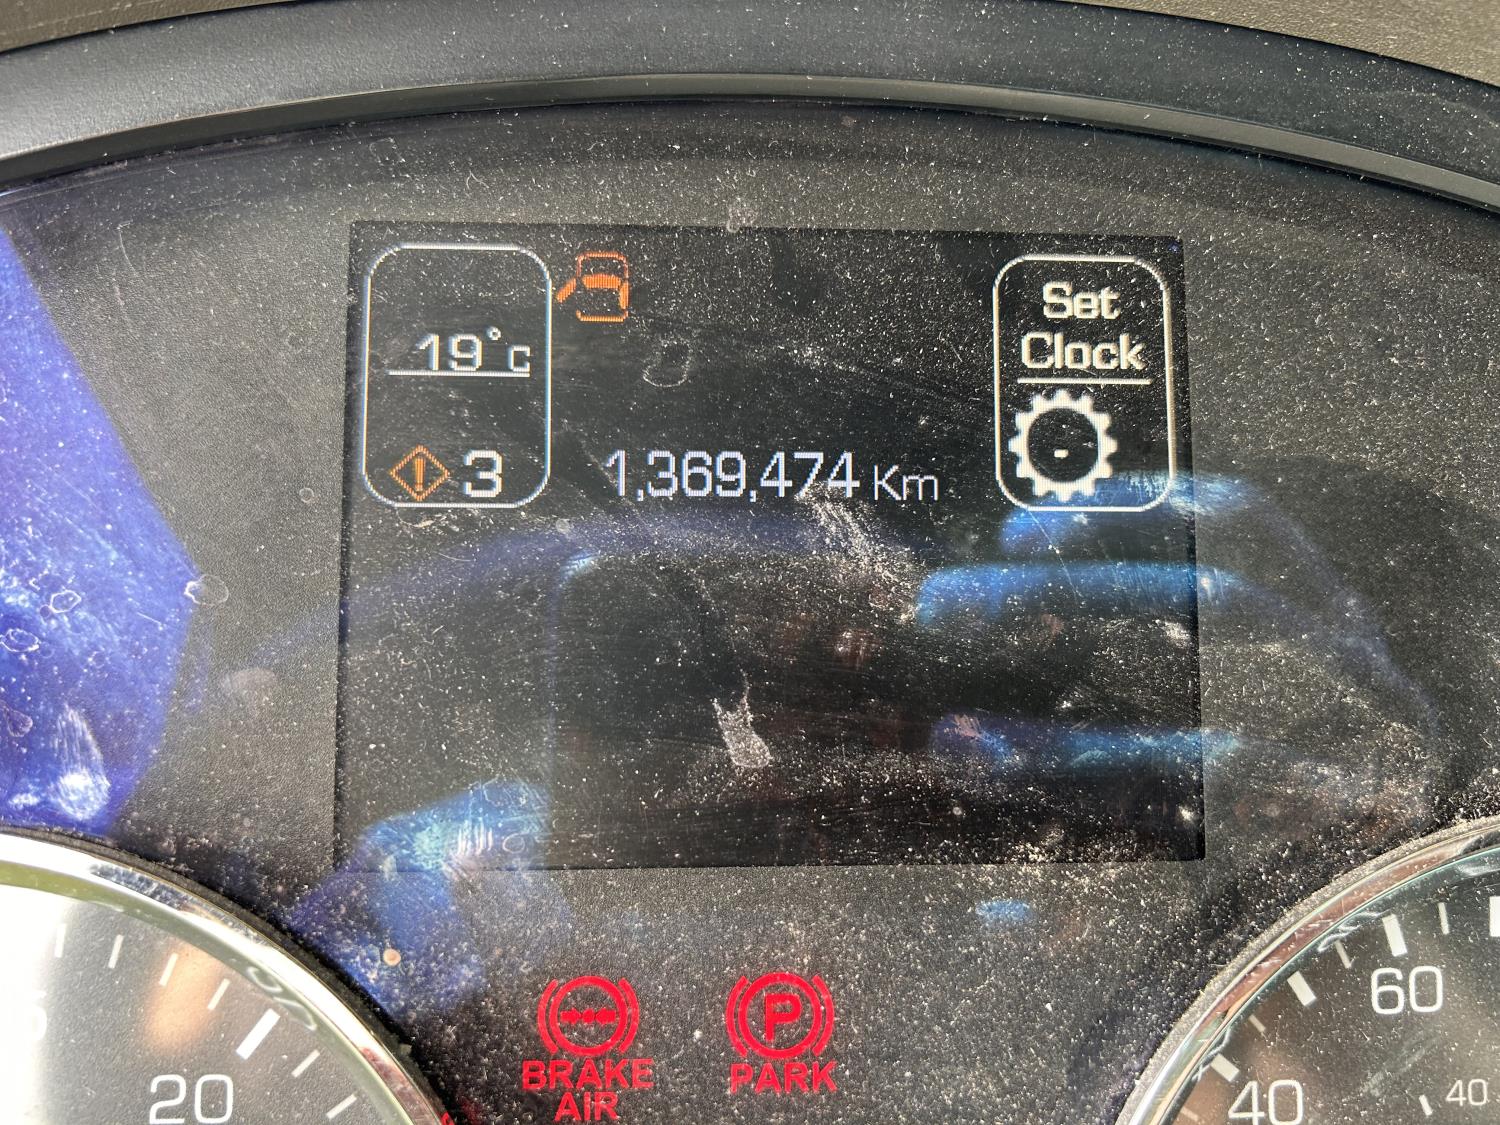 19°C
3
1,369,474 Km
Set
Clock
BRAKE
AIR
P
PARK
20
60
40
40